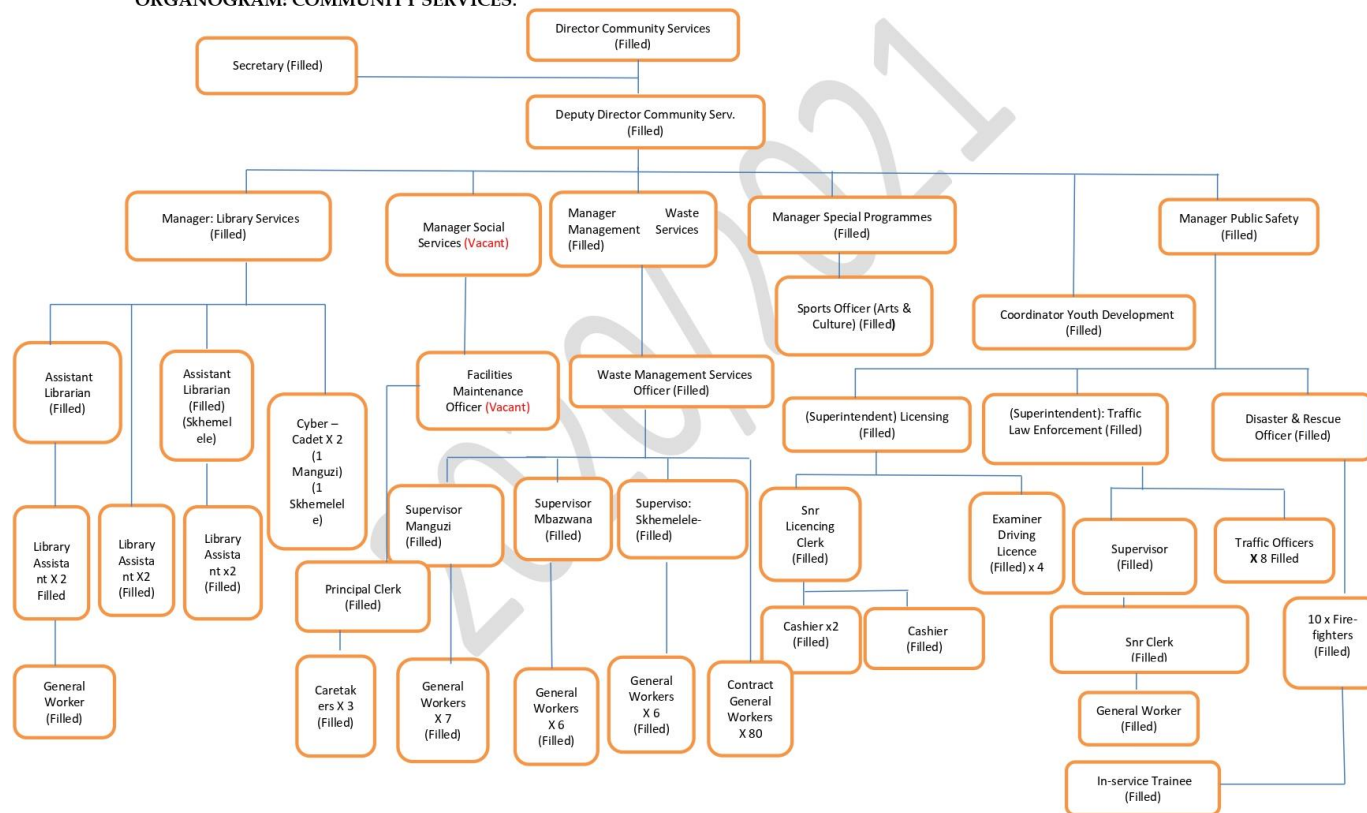 ORGANOGRAM: COMMUNITY SERVICES:
Director Community Services
(Filled)
Secretary (Filled)
Deputy Director Community Serv.
(Filled)
Manager: Library Services
(Filled)
Manager Social
Services (Vacant)
Manager Waste
Management Services
(Filled)
Manager Special Programmes
(Filled)
Manager Public Safety
(Filled)
Sports Officer (Arts &
Culture) (Filled)
Coordinator Youth Development
(Filled)
Assistant
Librarian
(Filled)
Assistant
Librarian
(Filled)
(Skhemel
ele)
Cyber –
Cadet X 2
(1
Manguzi)
(1
Skhemele
e)
Facilities
Maintenance
Officer (Vacant)
Waste Management Services
Officer (Filled)
(Superintendent) Licensing
(Filled)
(Superintendent): Traffic
Law Enforcement (Filled)
Disaster & Rescue
Officer (Filled)
Library
Assista
nt X 2
Filled
Library
Assista
nt X2
(Filled)
Library
Assista
nt x2
(Filled)
Supervisor
Manguzi
(Filled)
Supervisor
Mbazwana
(Filled)
Superviso:
Skhemelele-
(Filled)
Snr
Licencing
Clerk
(Filled)
Examiner
Driving
Licence
(Filled) x 4
Supervisor
(Filled)
Traffic Officers
X 8 Filled
Principal Clerk
(Filled)
Cashier x2
(Filled)
Cashier
(Filled)
Snr Clerk
(Filled)
10 x Fire-
fighters
(Filled)
General
Worker
(Filled)
Caretak
ers X 3
(Filled)
General
Workers
X 7
(Filled)
General
Workers
X 6
(Filled)
General
Workers
X 6
(Filled)
Contract
General
Workers
X 80
General Worker
(Filled)
In-service Trainee
(Filled)
2020/2021